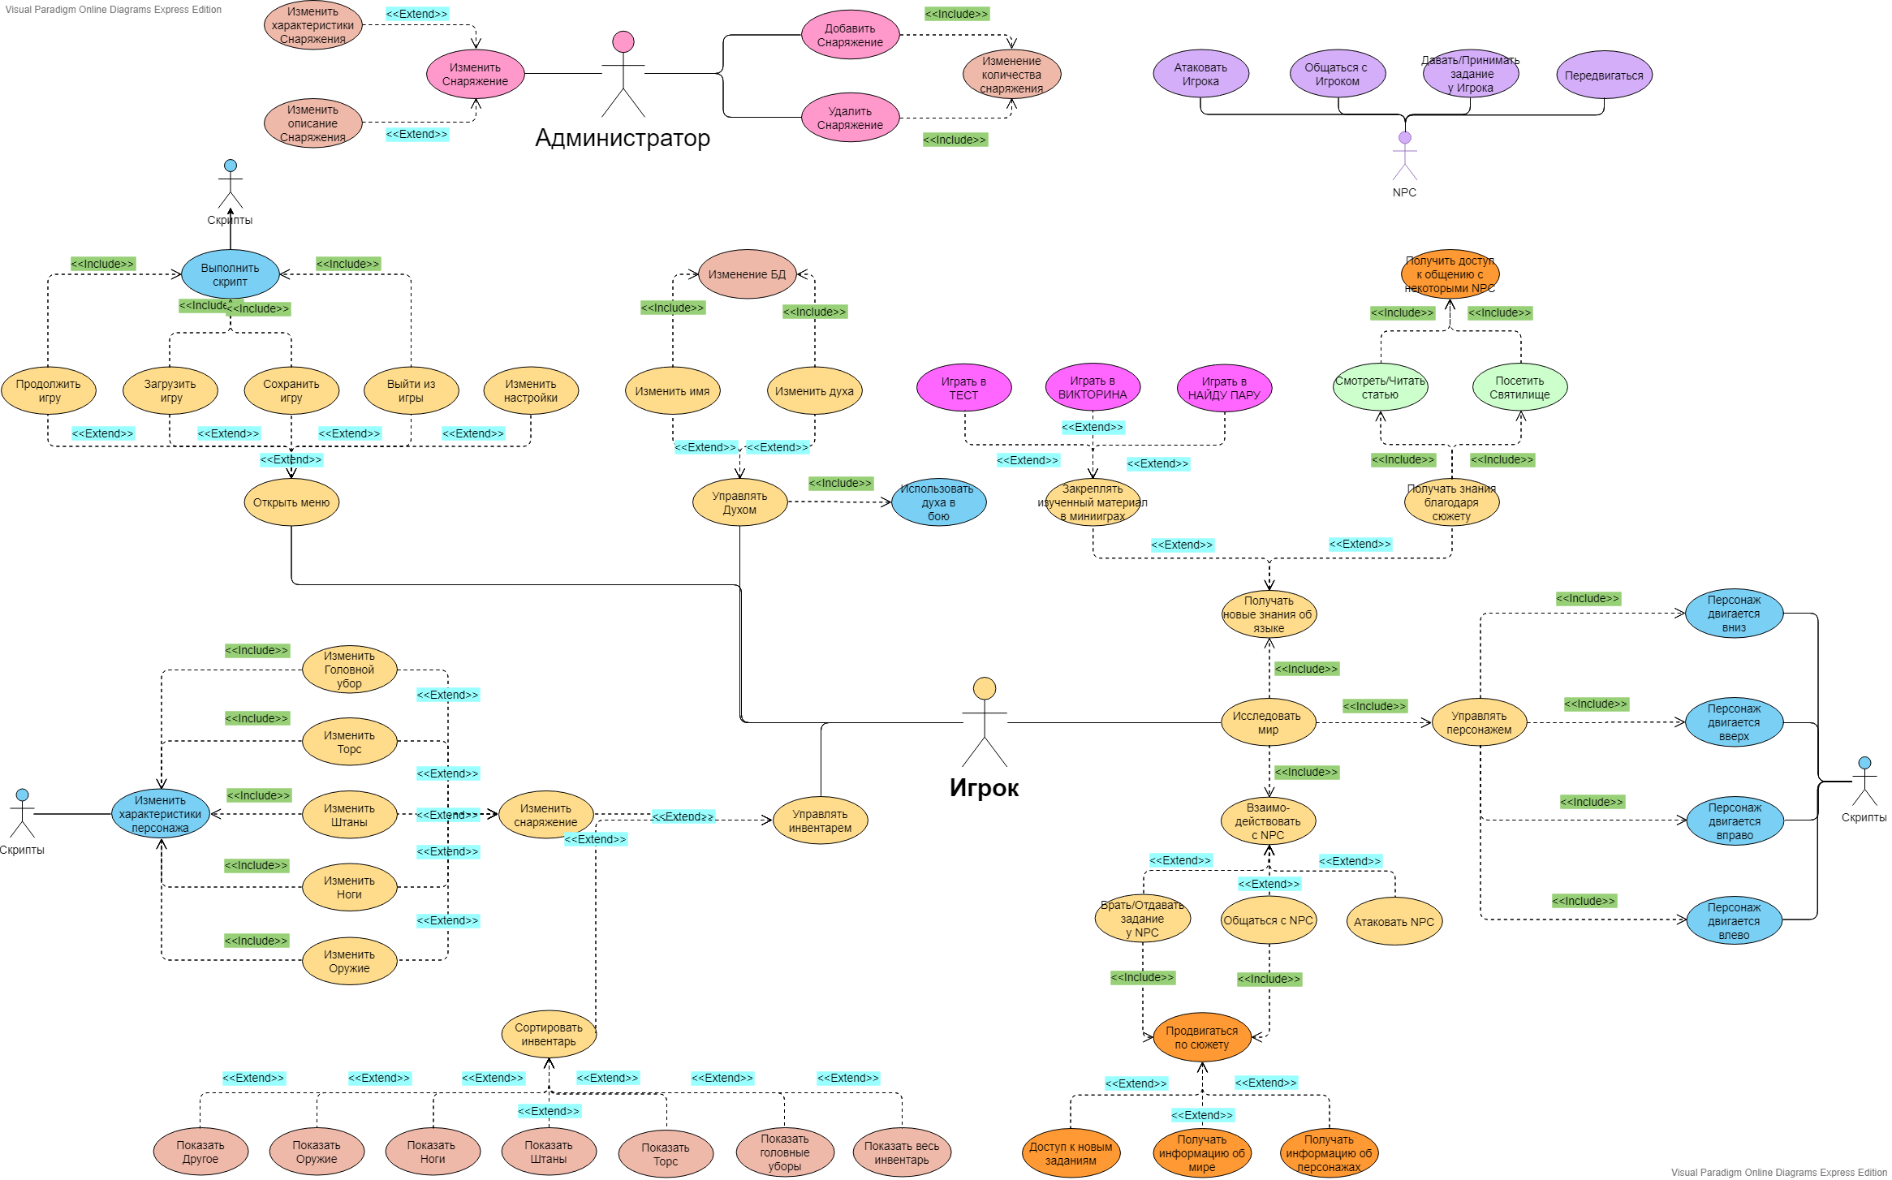 Visual Paradigm Online Diagrams Express Edition
Изменить
характеристики
Снаряжения
<<Extend>>
Изменить
Снаряжение
Изменить
описание
Снаряжения
<<Extend>>
Администратор
Добавить
Снаряжение
<<Include>>
Изменение
количества
снаряжения
Удалить
Снаряжение
<<Include>>
Атаковать
Игрока
Общаться с
Игроком
Давать/Принимать
задание
у Игрока
Передвигаться
NPC
Скрипты
<<Include>>
Выполнить
скрипт
<<Include>>
<<Include>>
<<Include>>
Продолжить
игру
Загрузить
игру
Сохранить
игру
Выйти из
игры
Изменить
настройки
<<Extend>>
<<Extend>>
<<Extend>>
<<Extend>>
<<Extend>>
Открыть меню
Изменение БД
<<Include>>
<<Include>>
Изменить имя
Изменить духа
<<Extend>>
<<Extend>>
Управлять
Духом
<<Include>>
Использовать
духа в
бою
Играть в
ТЕСТ
Играть в
ВИКТОРИНА
Играть в
НАЙДУ ПАРУ
<<Extend>>
<<Extend>>
<<Extend>>
Закреплять
изученный материал
в минииграх
Получить доступ
к общению с
некоторыми NPC
<<Include>>
<<Include>>
Смотреть/Читать
статью
Посетить
Святилище
<<Include>>
<<Include>>
Получать знания
благодаря
сюжету
<<Extend>>
<<Extend>>
Получать
новые знания об
языке
<<Include>>
Игрок
Исследовать
мир
<<Include>>
Управлять
персонажем
<<Include>>
Персонаж
двигается
вниз
<<Include>>
Персонаж
двигается
вверх
<<Include>>
Персонаж
двигается
вправо
<<Include>>
Персонаж
двигается
влево
Скрипты
<<Include>>
Взаимо-
действовать
с NPC
<<Extend>>
<<Extend>>
<<Extend>>
Брать/Отдавать
задание
у NPC
Общаться с NPC
Атаковать NPC
<<Include>>
<<Include>>
Продвигаться
по сюжету
<<Extend>>
<<Extend>>
<<Extend>>
Доступ к новым
заданиям
Получать
информацию об
мире
Получать
информацию об
персонажах
<<Include>>
Изменить
Головной
убор
<<Extend>>
<<Include>>
Изменить
Торс
<<Extend>>
Скрипты
Изменить
характеристики
персонажа
<<Include>>
Изменить
Штаны
<<Extend>>
Изменить
снаряжение
<<Extend>>
<<Extend>>
Управлять
инвентарем
<<Include>>
Изменить
Ноги
<<Extend>>
<<Include>>
Изменить
Оружие
<<Extend>>
Сортировать
инвентарь
<<Extend>>
<<Extend>>
<<Extend>>
<<Extend>>
<<Extend>>
<<Extend>>
<<Extend>>
Показать
Другое
Показать
Оружие
Показать
Ноги
Показать
Штаны
Показать
Торс
Показать
головные
уборы
Показать весь
инвентарь
Visual Paradigm Online Diagrams Express Edition